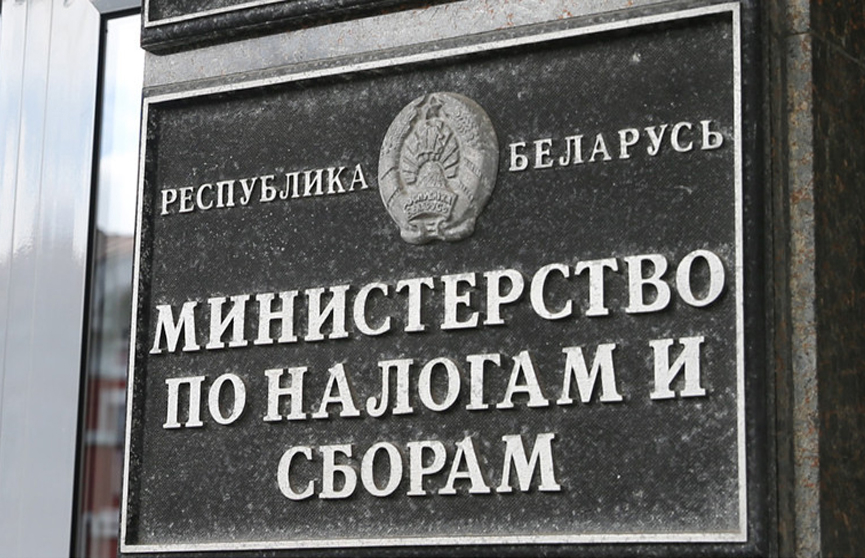 РЕСПУБЛИКА БЕЛАРУСЬ
МИНИСТЕРСТВО
ПО НАЛОГАМ И
СБОРАМ